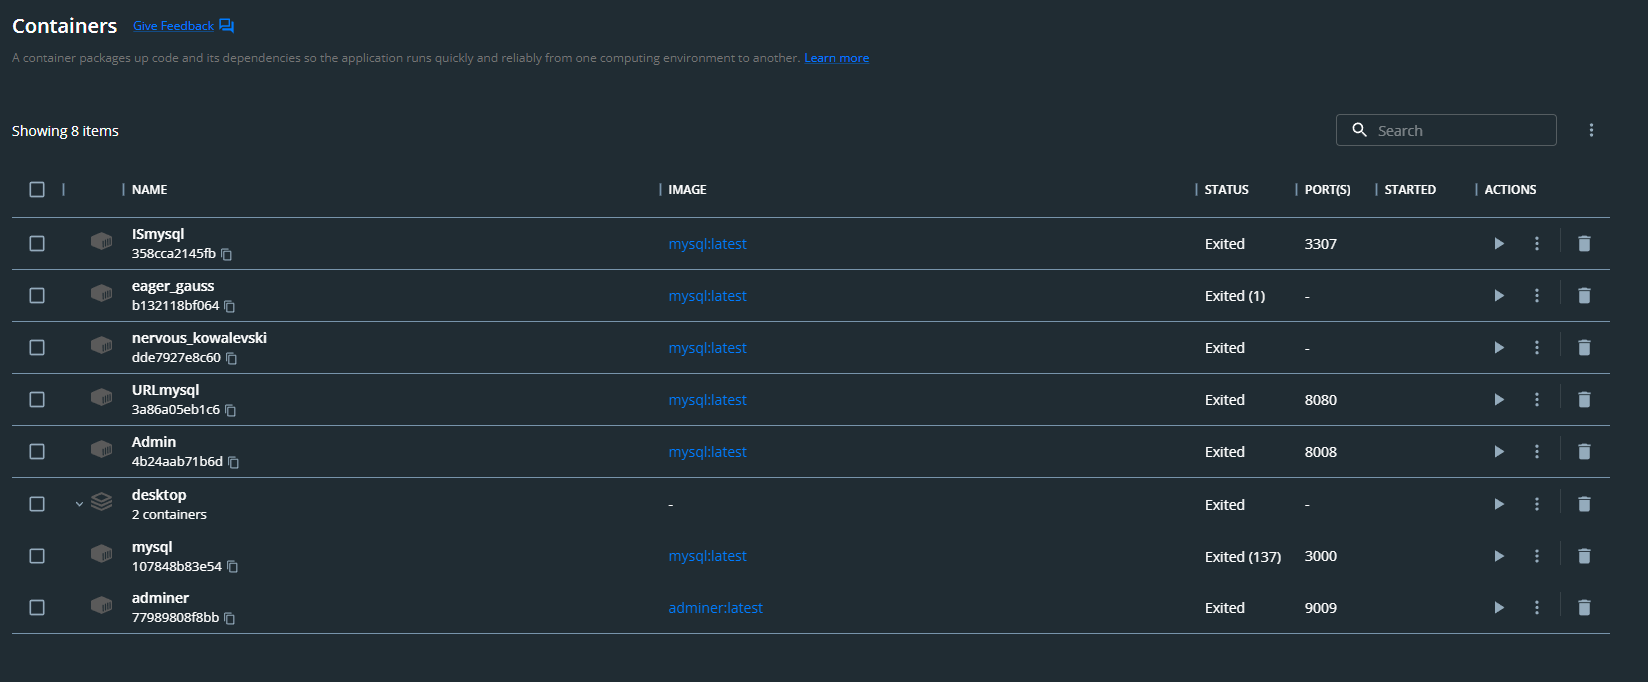 Containers Give Feedback
A container packages up code and its dependencies so the application runs quickly and reliably from one computing environment to another. Learn more
Showing 8 items
Search
NAME IMAGE STATUS PORT(S) STARTED ACTIONS
ISmysql
358cca2145fb
mysql:latest Exited 3307
eager_gauss
b132118bf064
mysql:latest Exited (1) -
nervous_kowalevski
dde7927e8c60
mysql:latest Exited -
URLmysql
3a86a05eb1c6
mysql:latest Exited 8080
Admin
4b24aab71b6d
mysql:latest Exited 8008
desktop
2 containers
- Exited -
mysql
107848b83e54
mysql:latest Exited (137) 3000
adminer
77989808f8bb
adminer:latest Exited 9009